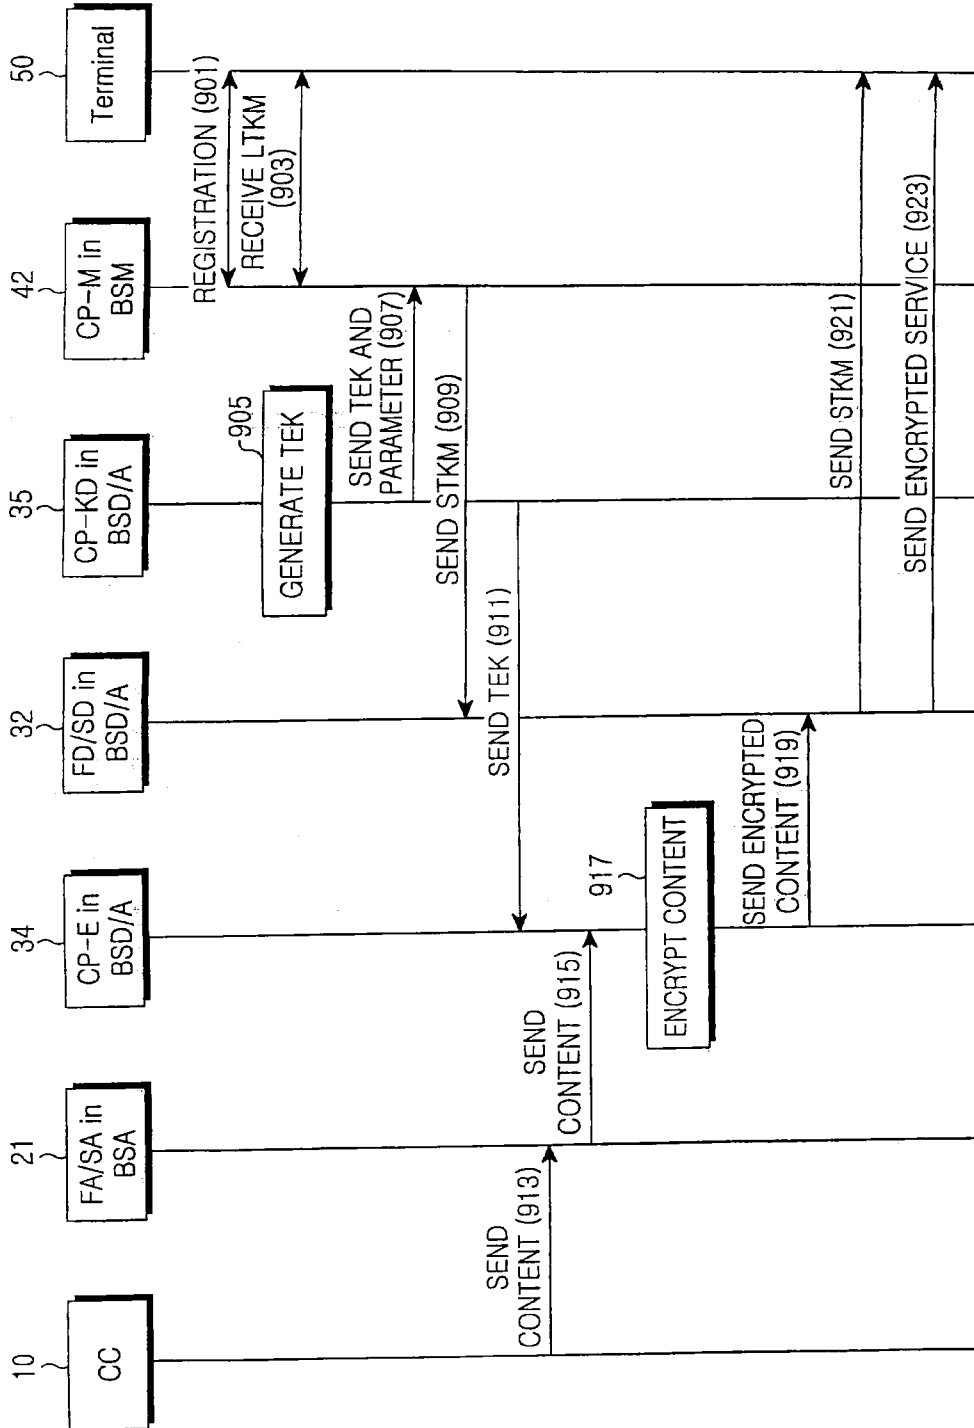 10
CC
21
FA/SA in
BSA
34
CP-E in
BSD/A
32
FD/SD in
BSD/A
35
CP-KD in
BSD/A
42
CP-M in
BSM
50
Terminal
REGISTRATION (901)
RECEIVE LTKM
(903)
905
GENERATE TEK
SEND TEK AND
PARAMETER (907)
SEND STKM (909)
SEND TEK (911)
SEND
CONTENT (913)
SEND
CONTENT (915)
917
ENCRYPT CONTENT
SEND ENCRYPTED
CONTENT (919)
SEND STKM (921)
SEND ENCRYPTED SERVICE (923)